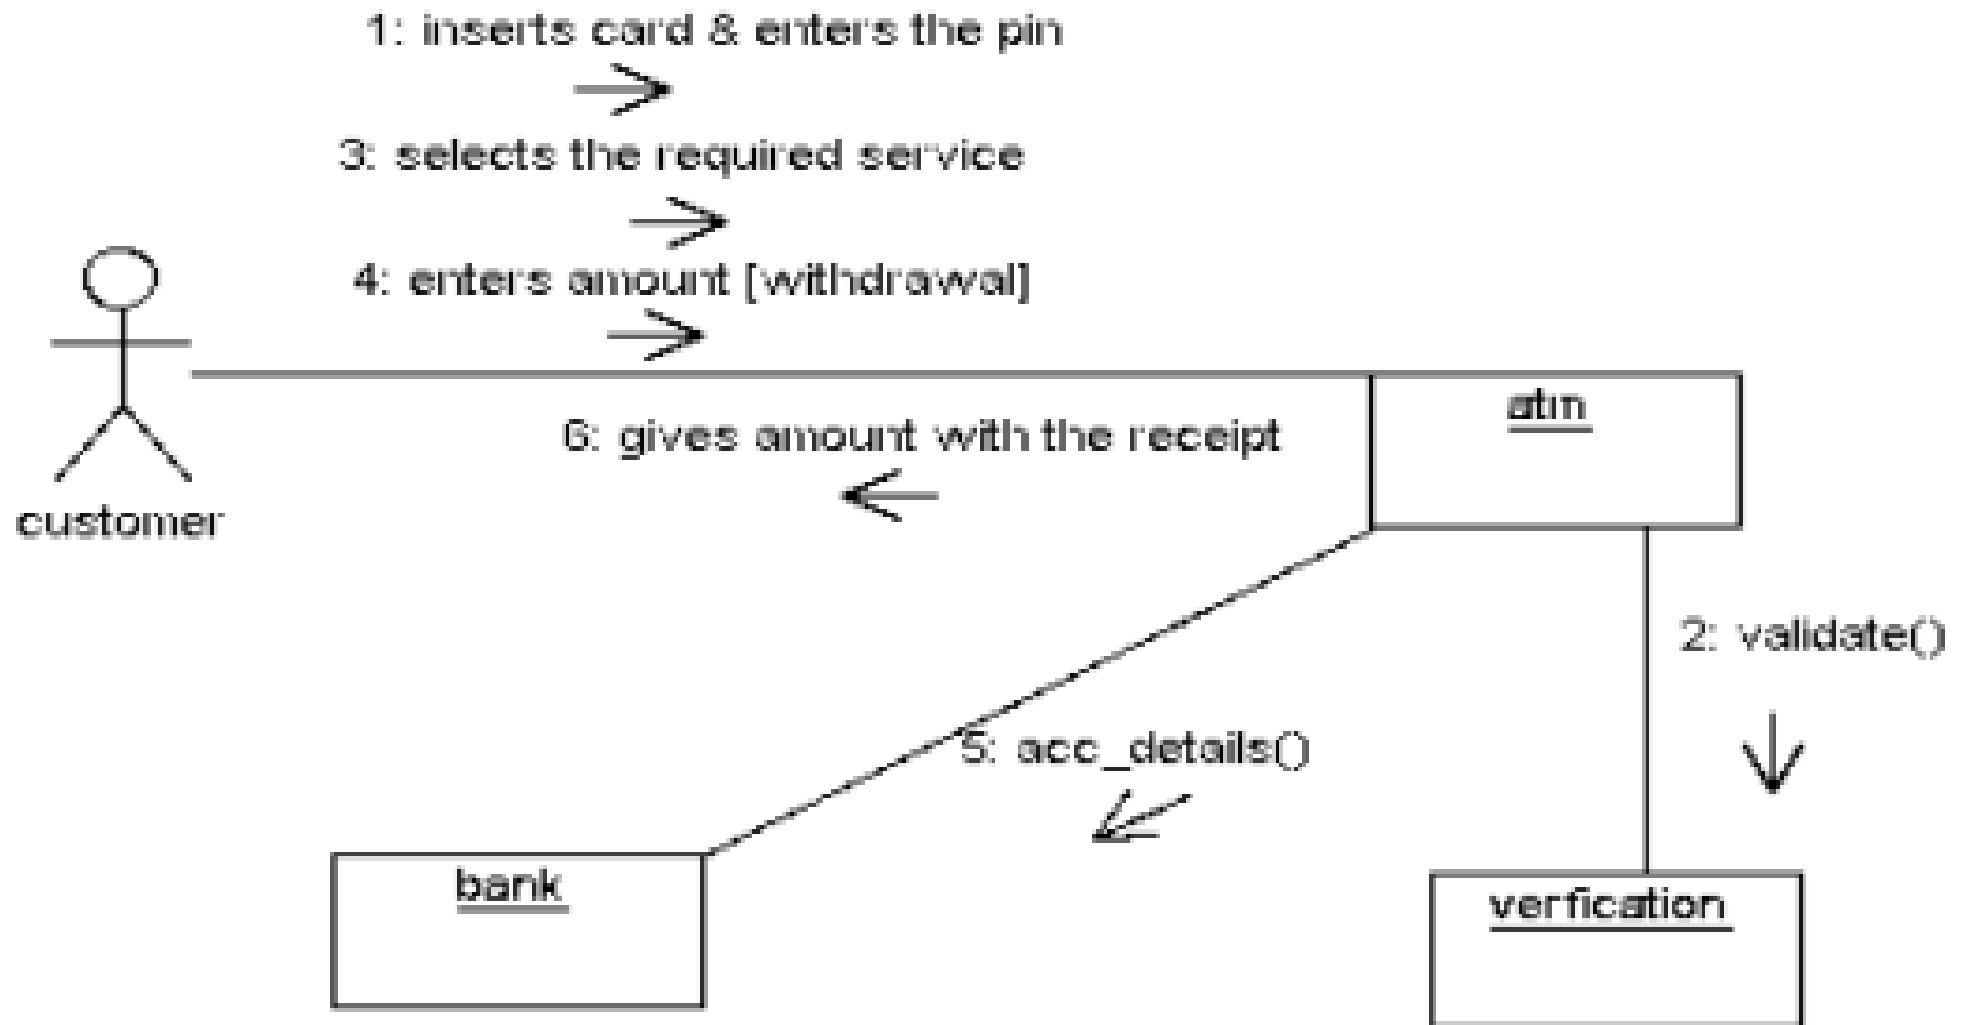 1: inserts card & enters the pin
3: selects the required service
4: enters amount [withdrawal]
atm
6: gives amount with the receipt
customer
2: validate()
5: acc_details()
bank
verfication